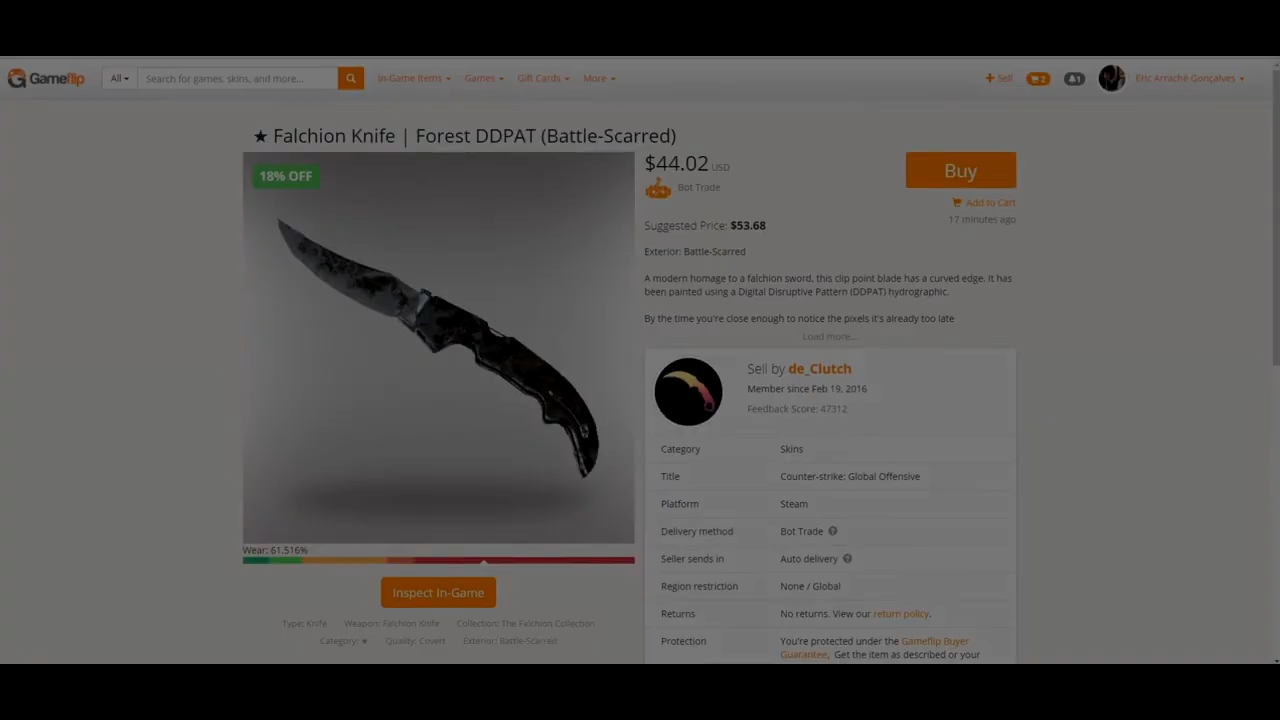 Gameflip
All
Search for games, skins, and more...
In-Game Items
Games
Gift Cards
More
Sell
2
1
Eric Arraché Gonçalves
★ Falchion Knife | Forest DDPAT (Battle-Scarred)
18% OFF
$44.02 USD
Buy
Bot Trade
Add to Cart
17 minutes ago
Suggested Price: $53.68
Exterior: Battle-Scarred
A modern homage to a falchion sword, this clip point blade has a curved edge. It has
been painted using a Digital Disruptive Pattern (DDPAT) hydrographic.
By the time you're close enough to notice the pixels it's already too late
Load more...
Sell by de_Clutch
Member since Feb 19, 2016
Feedback Score: 47312
Category Skins
Title Counter-strike: Global Offensive
Platform Steam
Delivery method Bot Trade
Seller sends in Auto delivery
Region restriction None / Global
Returns No returns. View our return policy.
Protection You're protected under the Gameflip Buyer
Guarantee. Get the item as described or your
Wear: 61.516%
Inspect In-Game
Type: Knife Weapon: Falchion Knife Collection: The Falchion Collection
Category: ★ Quality: Covert Exterior: Battle-Scarred